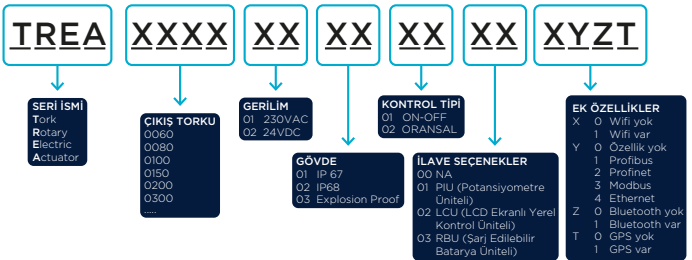 TREA XXXX XX XX XX XX XYZT
SERİ İSMİ
Tork
Rotary
Electric
Actuator
ÇIKIŞ TORKU
0060
0080
0100
0150
0200
0300
.....
GERİLİM
01 230VAC
02 24VDC
GÖVDE
01 IP 67
02 IP68
03 Explosion Proof
KONTROL TİPİ
01 ON-OFF
02 ORANSAL
İLAVE SEÇENEKLER
00 NA
01 PIU (Potansiyometre
Üniteli)
02 LCU (LCD Ekranlı Yerel
Kontrol Üniteli)
03 RBU (Şarj Edilebilir
Batarya Üniteli)
EK ÖZELLİKLER
X 0 Wifi yok
1 Wifi var
Y 0 Özellik yok
1 Profibus
2 Profinet
3 Modbus
4 Ethernet
Z 0 Bluetooth yok
1 Bluetooth var
T 0 GPS yok
1 GPS var